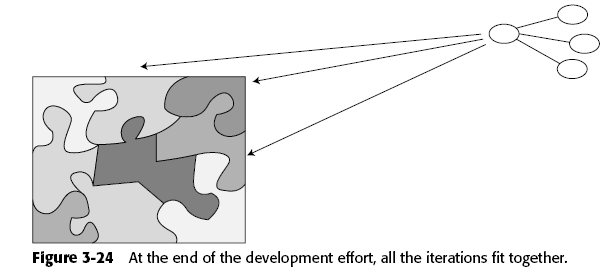 Figure 3-24 At the end of the development effort, all the iterations fit together.